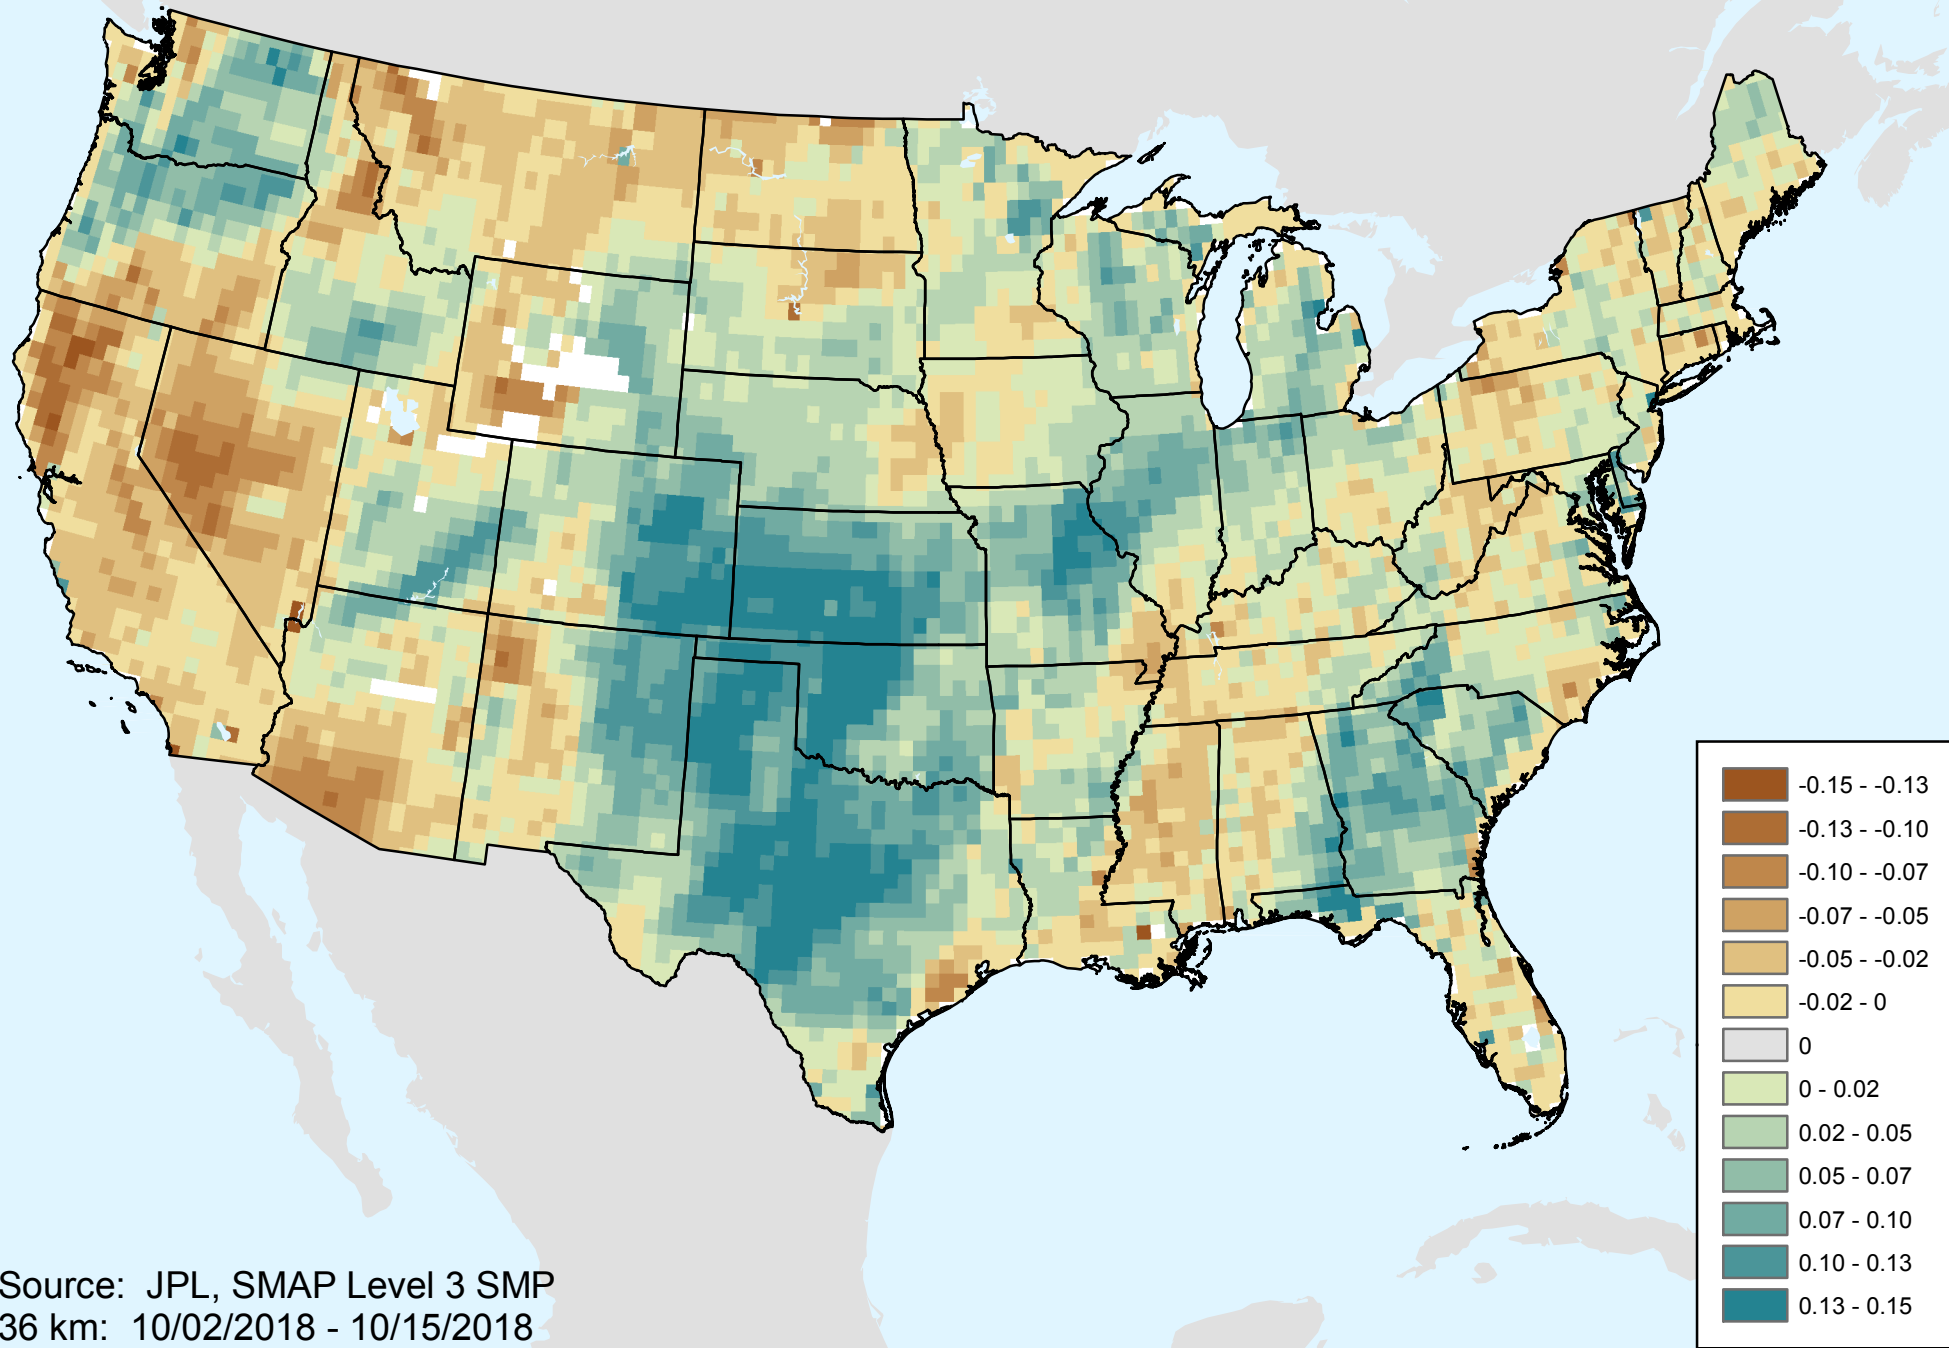 -0.15 - -0.13
-0.13 - -0.10
-0.10 - -0.07
-0.07 - -0.05
-0.05 - -0.02
-0.02 - 0
0
0 - 0.02
0.02 - 0.05
0.05 - 0.07
0.07 - 0.10
0.10 - 0.13
0.13 - 0.15
Source: JPL, SMAP Level 3 SMP
36 km: 10/02/2018 - 10/15/2018